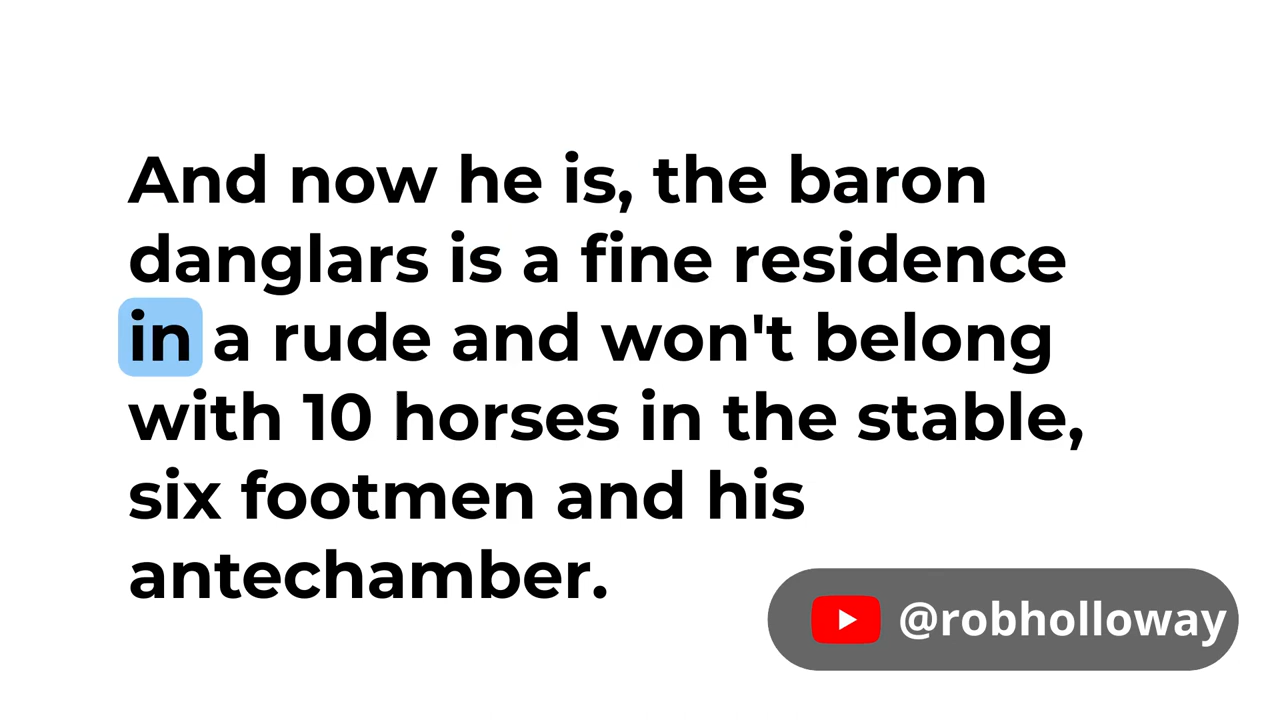 And now he is, the baron
danglars is a fine residence
in a rude and won't belong
with 10 horses in the stable,
six footmen and his
antechamber.
@robholloway